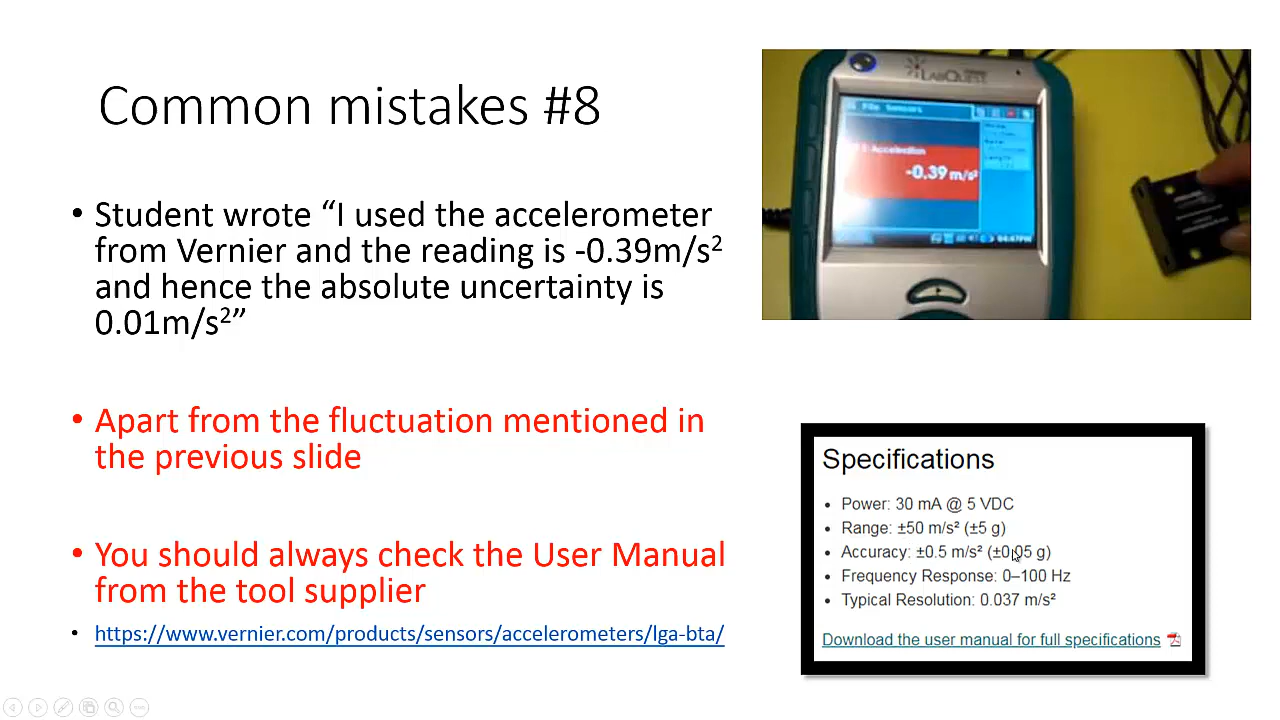 Common mistakes #8
• Student wrote “I used the accelerometer
from Vernier and the reading is -0.39m/s²
and hence the absolute uncertainty is
0.01m/s²”
• Apart from the fluctuation mentioned in
the previous slide
• You should always check the User Manual
from the tool supplier
• https://www.vernier.com/products/sensors/accelerometers/lga-bta/
LABQUEST
File Sensors
Acceleration
-0.39 m/s²
Specifications
• Power: 30 mA @ 5 VDC
• Range: ±50 m/s² (±5 g)
• Accuracy: ±0.5 m/s² (±0.05 g)
• Frequency Response: 0–100 Hz
• Typical Resolution: 0.037 m/s²
Download the user manual for full specifications